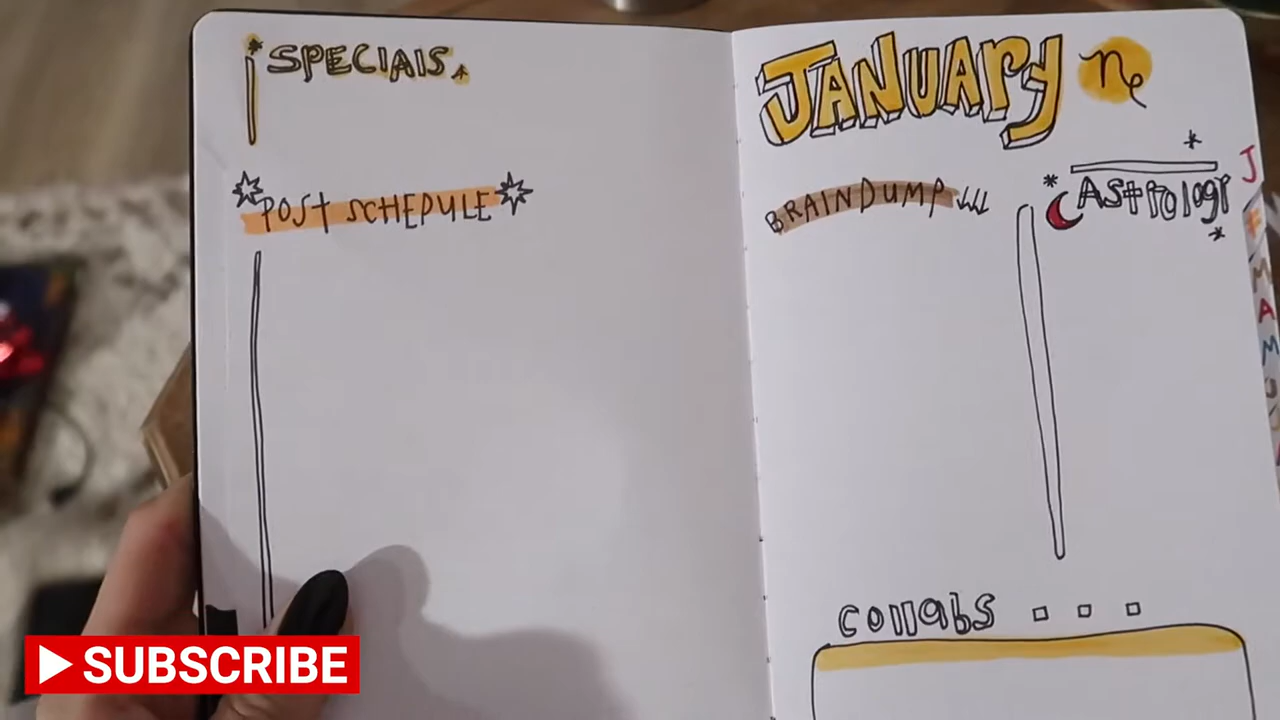 SPECIALS
POST SCHEDULE
JANUARY
BRAINDUMP
Astrology
collabs
J
F
M
A
M
J
SUBSCRIBE